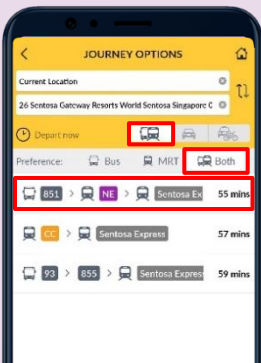 JOURNEY OPTIONS
Current Location
26 Sentosa Gateway Resorts World Sentosa Singapore C
Depart now
Preference: Bus MRT Both
851 > NE > Sentosa Ex 55 mins
CC > Sentosa Express 57 mins
93 > 855 > Sentosa Expres 59 mins